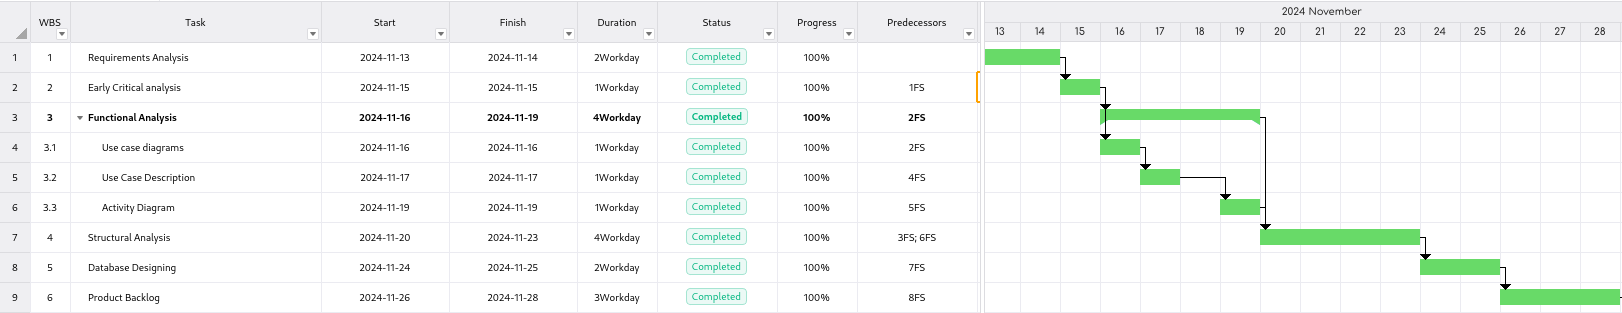 2024 November
WBS Task Start Finish Duration Status Progress Predecessors
13 14 15 16 17 18 19 20 21 22 23 24 25 26 27 28
1 1 Requirements Analysis 2024-11-13 2024-11-14 2Workday Completed 100%
2 2 Early Critical analysis 2024-11-15 2024-11-15 1Workday Completed 100% 1FS
3 3 Functional Analysis 2024-11-16 2024-11-19 4Workday Completed 100% 2FS
4 3.1 Use case diagrams 2024-11-16 2024-11-16 1Workday Completed 100% 2FS
5 3.2 Use Case Description 2024-11-17 2024-11-17 1Workday Completed 100% 4FS
6 3.3 Activity Diagram 2024-11-19 2024-11-19 1Workday Completed 100% 5FS
7 4 Structural Analysis 2024-11-20 2024-11-23 4Workday Completed 100% 3FS; 6FS
8 5 Database Designing 2024-11-24 2024-11-25 2Workday Completed 100% 7FS
9 6 Product Backlog 2024-11-26 2024-11-28 3Workday Completed 100% 8FS